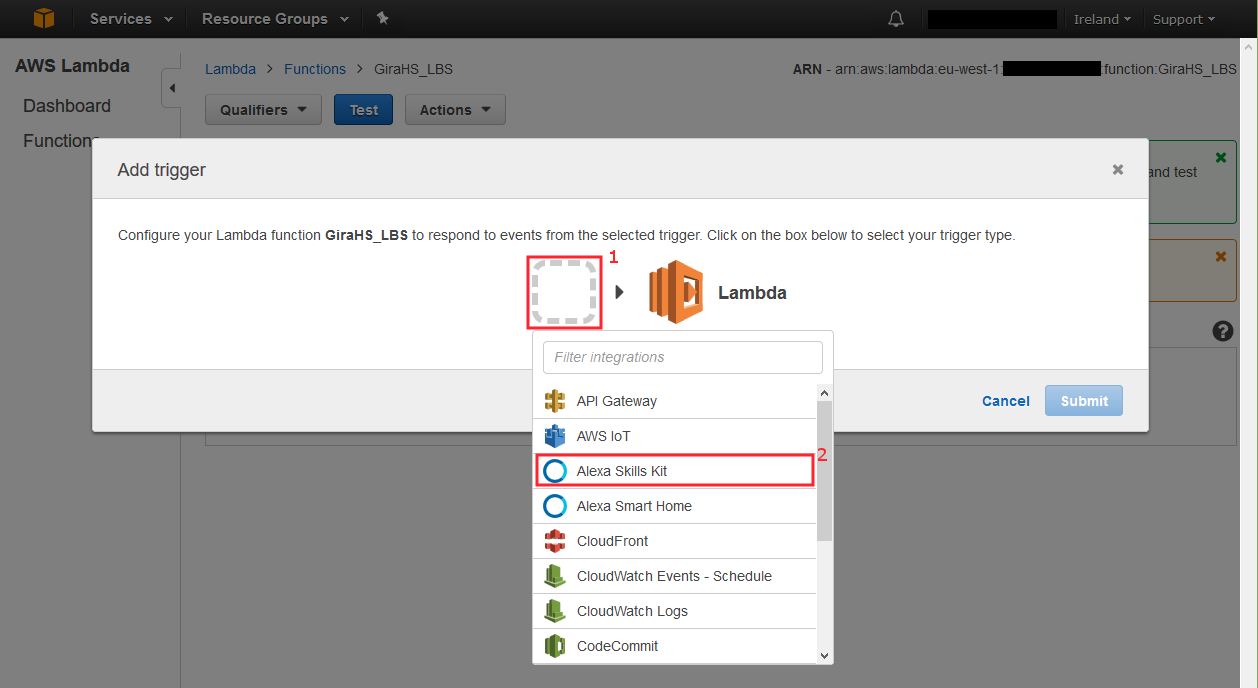 Services Resource Groups Ireland Support
AWS Lambda
Dashboard
Functions
Lambda > Functions > GiraHS_LBS
ARN - arn:aws:lambda:eu-west-1: :function:GiraHS_LBS
Qualifiers Test Actions
and test
Add trigger
Configure your Lambda function GiraHS_LBS to respond to events from the selected trigger. Click on the box below to select your trigger type.
1
Lambda
Filter integrations
API Gateway
AWS IoT
Alexa Skills Kit
2
Alexa Smart Home
CloudFront
CloudWatch Events - Schedule
CloudWatch Logs
CodeCommit
Cancel Submit